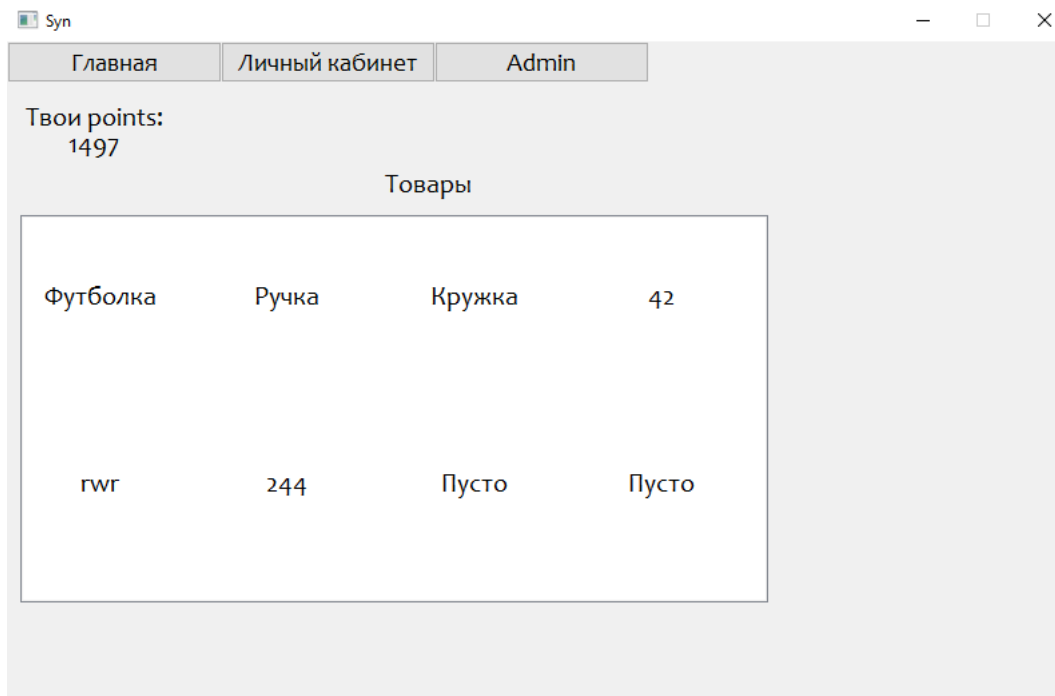 Syn
Главная Личный кабинет Admin
Твои points:
1497
Товары
Футболка Ручка Кружка 42
rwr 244 Пусто Пусто